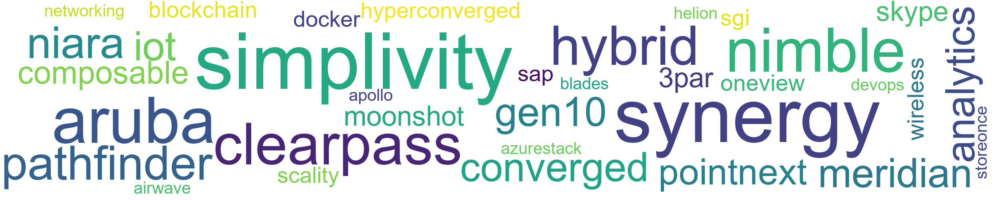 networking
blockchain
docker
hyperconverged
helion
sgi
skype
niara
iot
simplivity
hybrid
nimble
analytics
composable
sap
blades
3par
oneview
devops
wireless
apollo
aruba
moonshot
gen10
synergy
storeonce
clearpass
azurestack
pathfinder
scality
converged
pointnext
meridian
airwave